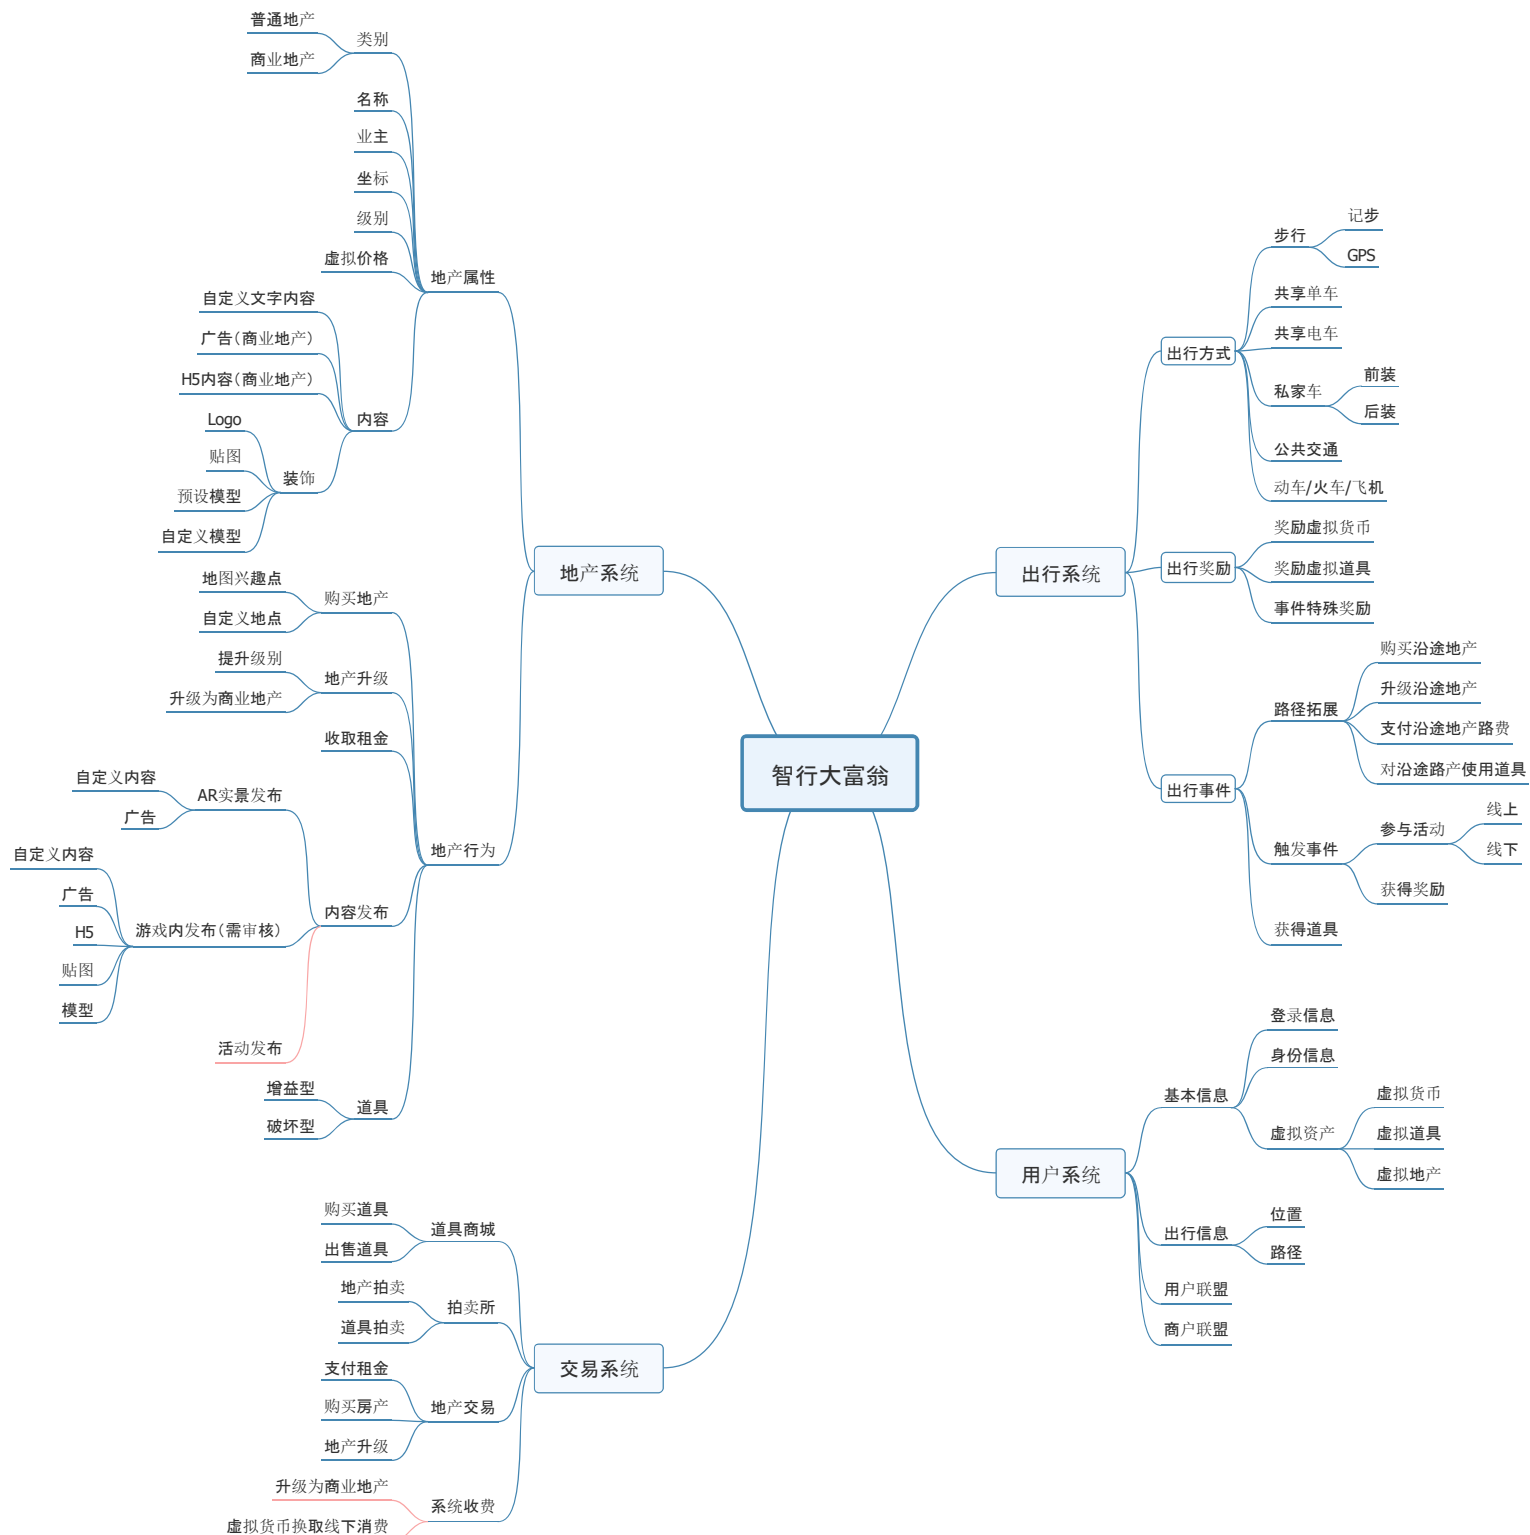 智行大富翁
地产系统
地产属性
类别
普通地产
商业地产
名称
业主
坐标
级别
虚拟价格
内容
自定义文字内容
广告（商业地产）
H5内容（商业地产）
装饰
Logo
贴图
预设模型
自定义模型
地产行为
购买地产
地图兴趣点
自定义地点
地产升级
提升级别
升级为商业地产
收取租金
内容发布
AR实景发布
自定义内容
广告
游戏内发布（需审核）
自定义内容
广告
H5
贴图
模型
活动发布
道具
增益型
破坏型
交易系统
道具商城
购买道具
出售道具
拍卖所
地产拍卖
道具拍卖
地产交易
支付租金
购买房产
地产升级
系统收费
升级为商业地产
虚拟货币换取线下消费
出行系统
出行方式
步行
记步
GPS
共享单车
共享电车
私家车
前装
后装
公共交通
动车/火车/飞机
出行奖励
奖励虚拟货币
奖励虚拟道具
事件特殊奖励
出行事件
路径拓展
购买沿途地产
升级沿途地产
支付沿途地产路费
对沿途路产使用道具
触发事件
参与活动
线上
线下
获得奖励
获得道具
用户系统
基本信息
登录信息
身份信息
虚拟资产
虚拟货币
虚拟道具
虚拟地产
出行信息
位置
路径
用户联盟
商户联盟